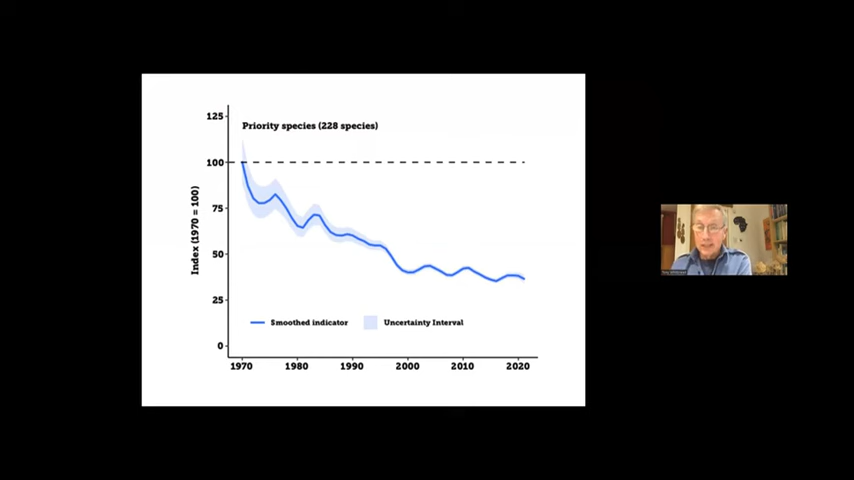 Priority species (228 species)
125
100
75
50
25
0
Index (1970 = 100)
Smoothed indicator
Uncertainty Interval
1970 1980 1990 2000 2010 2020